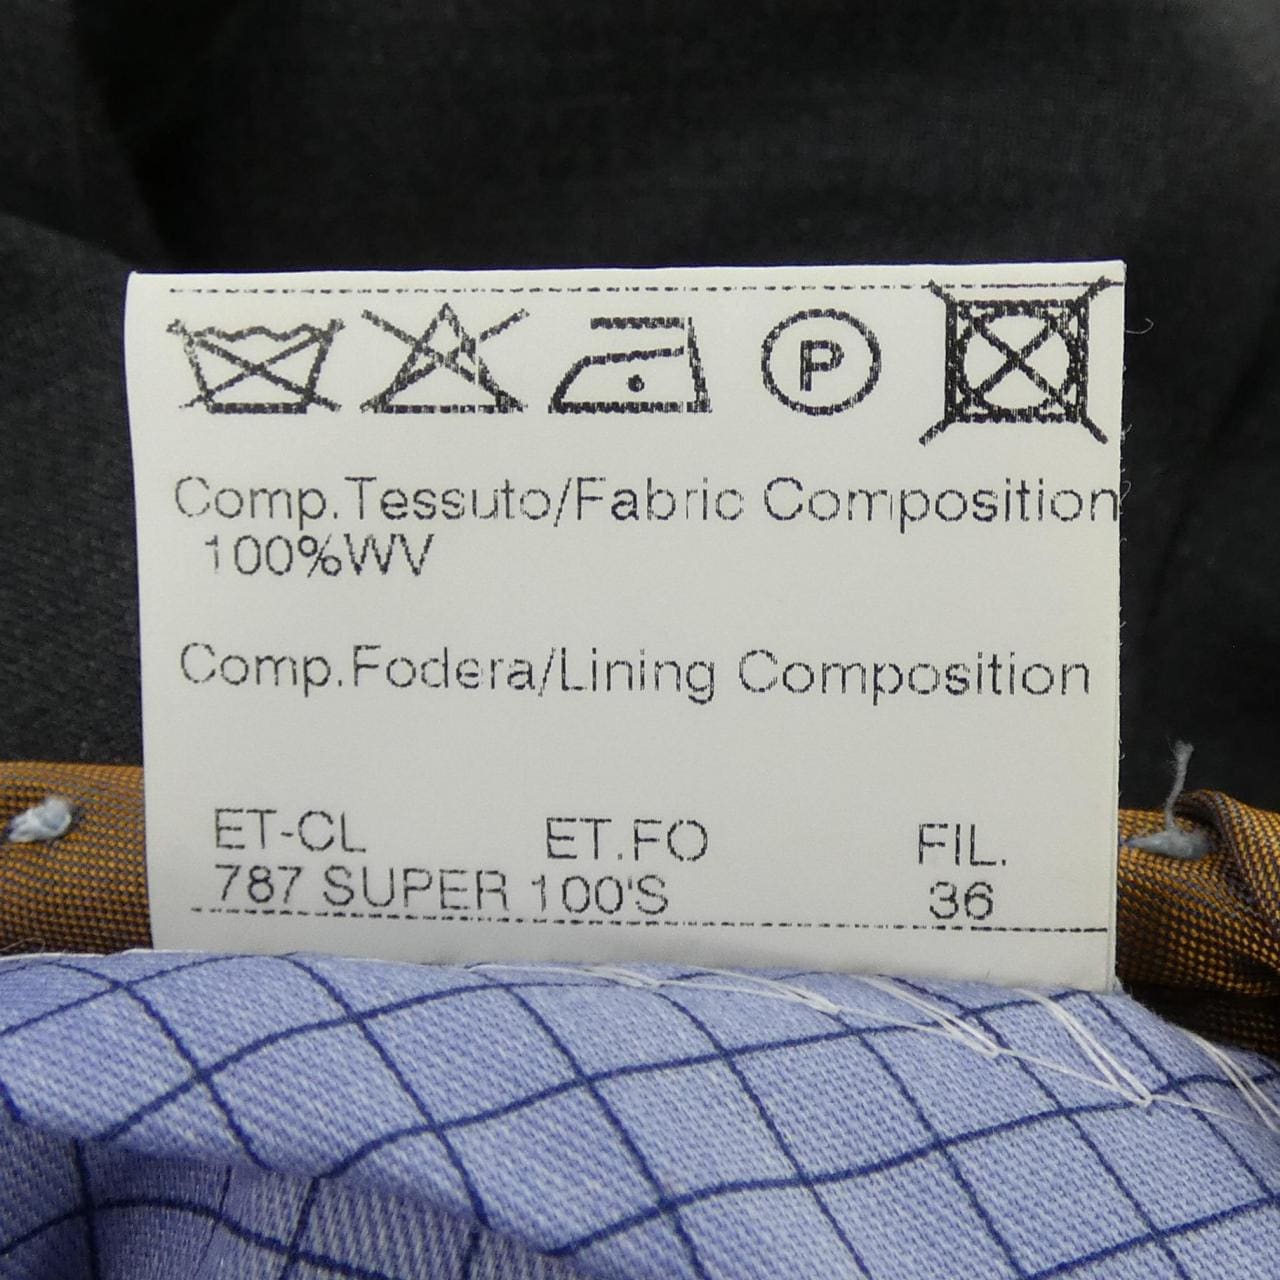 P
Comp.Tessuto/Fabric Composition
100%WV
Comp.Fodera/Lining Composition
ET-CL ET.FO FIL.
787 SUPER 100'S 36